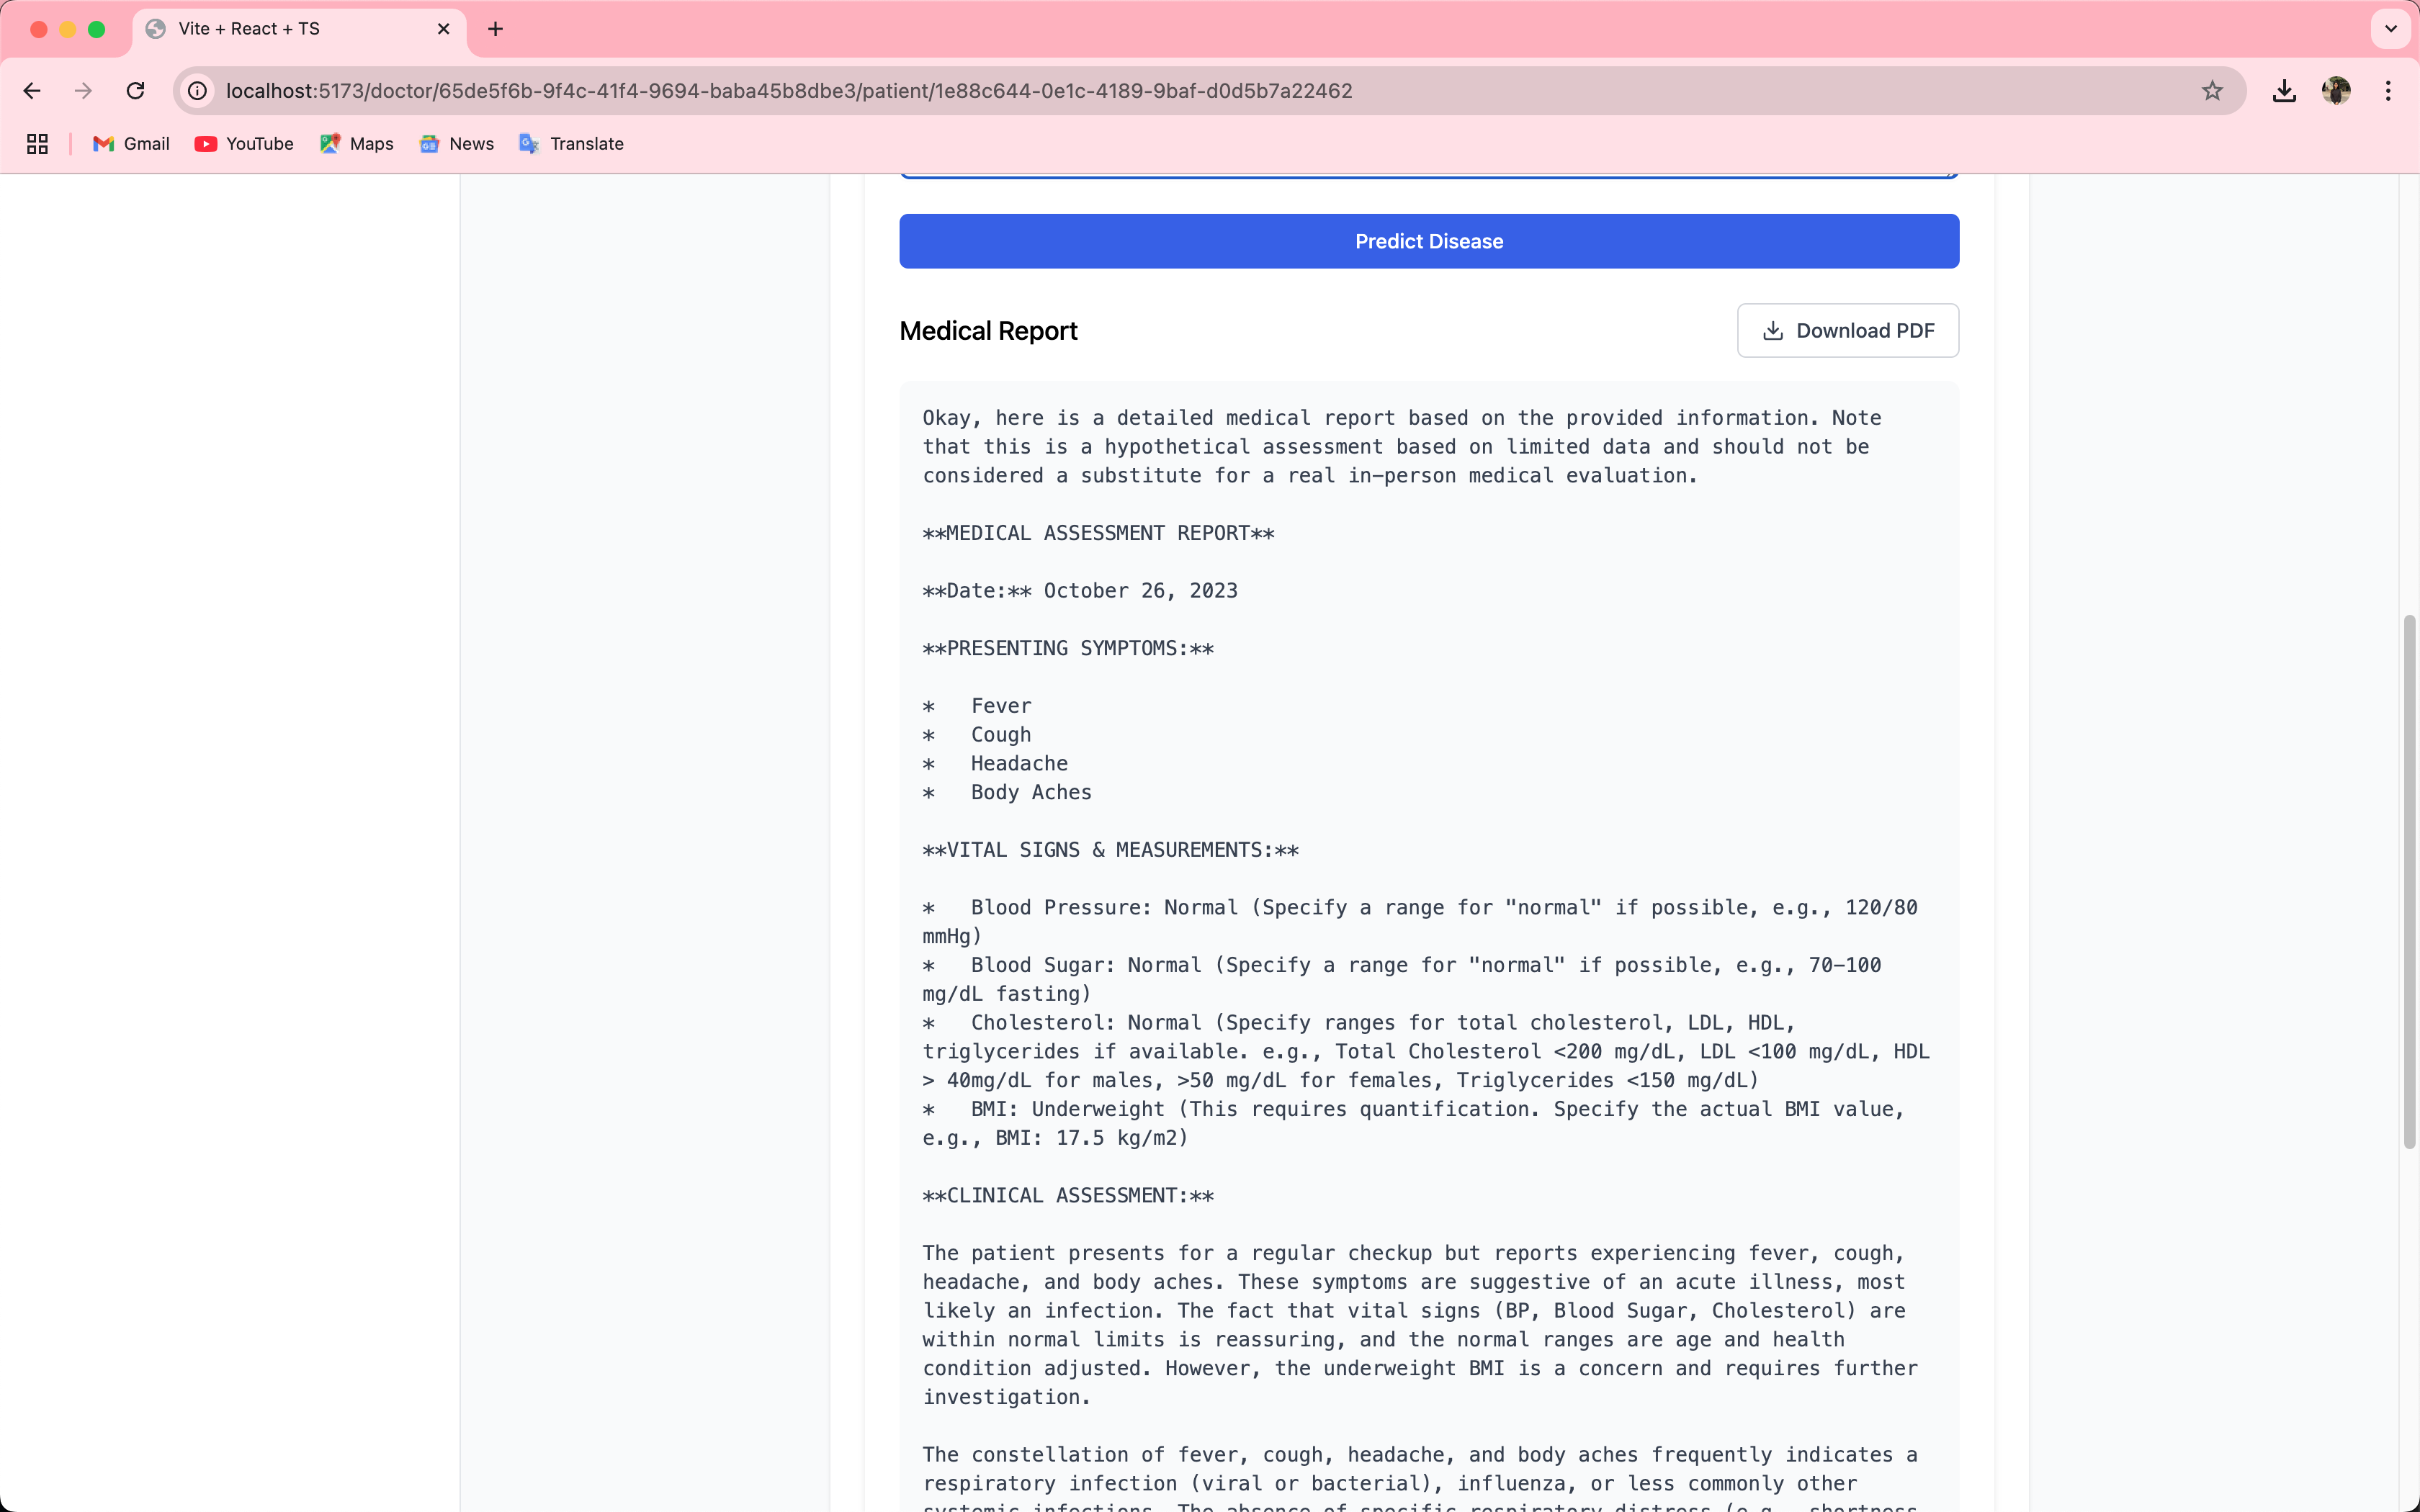 Vite + React + TS
localhost:5173/doctor/65de5f6b-9f4c-41f4-9694-baba45b8dbe3/patient/1e88c644-0e1c-4189-9baf-d0d5b7a22462
Gmail YouTube Maps News Translate
Predict Disease
Medical Report
Download PDF
Okay, here is a detailed medical report based on the provided information. Note
that this is a hypothetical assessment based on limited data and should not be
considered a substitute for a real in-person medical evaluation.
**MEDICAL ASSESSMENT REPORT**
**Date:** October 26, 2023
**PRESENTING SYMPTOMS:**
*   Fever
*   Cough
*   Headache
*   Body Aches
**VITAL SIGNS & MEASUREMENTS:**
*   Blood Pressure: Normal (Specify a range for "normal" if possible, e.g., 120/80
mmHg)
*   Blood Sugar: Normal (Specify a range for "normal" if possible, e.g., 70-100
mg/dL fasting)
*   Cholesterol: Normal (Specify ranges for total cholesterol, LDL, HDL,
triglycerides if available. e.g., Total Cholesterol <200 mg/dL, LDL <100 mg/dL, HDL
> 40mg/dL for males, >50 mg/dL for females, Triglycerides <150 mg/dL)
*   BMI: Underweight (This requires quantification. Specify the actual BMI value,
e.g., BMI: 17.5 kg/m2)
**CLINICAL ASSESSMENT:**
The patient presents for a regular checkup but reports experiencing fever, cough,
headache, and body aches. These symptoms are suggestive of an acute illness, most
likely an infection. The fact that vital signs (BP, Blood Sugar, Cholesterol) are
within normal limits is reassuring, and the normal ranges are age and health
condition adjusted. However, the underweight BMI is a concern and requires further
investigation.
The constellation of fever, cough, headache, and body aches frequently indicates a
respiratory infection (viral or bacterial), influenza, or less commonly other
systemic infections. The absence of specific respiratory distress (e.g., shortness